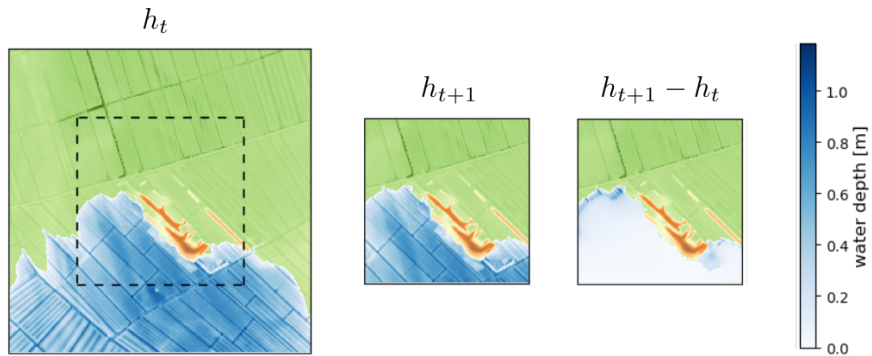 h_t
h_{t+1}
h_{t+1} − h_t
1.0
0.8
0.6
0.4
0.2
0.0
water depth [m]